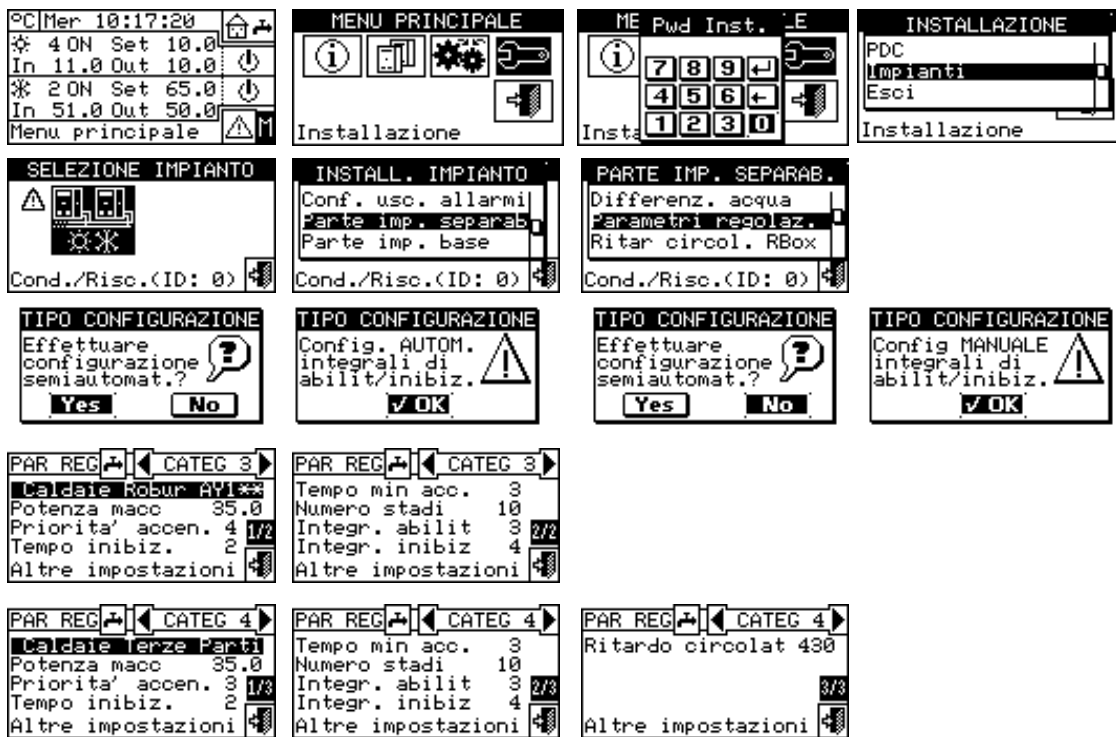 °C Mer 10:17:20
4 ON Set 10.0
In 11.0 Out 10.0
2 ON Set 65.0
In 51.0 Out 50.0
Menu principale M
MENU PRINCIPALE
i
Installazione
ME Pwd Inst. LE
i
7 8 9
4 5 6
Insta 1 2 3 0
INSTALLAZIONE
PDC
Impianti
Esci
Installazione
SELEZIONE IMPIANTO
Cond./Risc.(ID: 0)
INSTALL. IMPIANTO
Conf. usc. allarmi
Parte imp. separab
Parte imp. base
Cond./Risc.(ID: 0)
PARTE IMP. SEPARAB.
Differenz. acqua
Parametri regolaz.
Ritar circol. RBox
Cond./Risc.(ID: 0)
TIPO CONFIGURAZIONE
Effettuare
configurazione
semiautomat.?
Yes No
TIPO CONFIGURAZIONE
Config. AUTOM.
integrali di
abilit/inibiz.
√ OK
TIPO CONFIGURAZIONE
Effettuare
configurazione
semiautomat.?
Yes No
TIPO CONFIGURAZIONE
Config MANUALE
integrali di
abilit/inibiz.
√ OK
PAR REG CATEG 3
Caldaie Robur AY1**
Potenza macc 35.0
Priorita' accen. 4 1/2
Tempo inibiz. 2
Altre impostazioni
PAR REG CATEG 3
Tempo min acc. 3
Numero stadi 10
Integr. abilit 3 2/2
Integr. inibiz 4
Altre impostazioni
PAR REG CATEG 4
Caldaie Terze Parti
Potenza macc 35.0
Priorita' accen. 3 1/3
Tempo inibiz. 2
Altre impostazioni
PAR REG CATEG 4
Tempo min acc. 3
Numero stadi 10
Integr. abilit 3 2/3
Integr. inibiz 4
Altre impostazioni
PAR REG CATEG 4
Ritardo circolat 430
3/3
Altre impostazioni